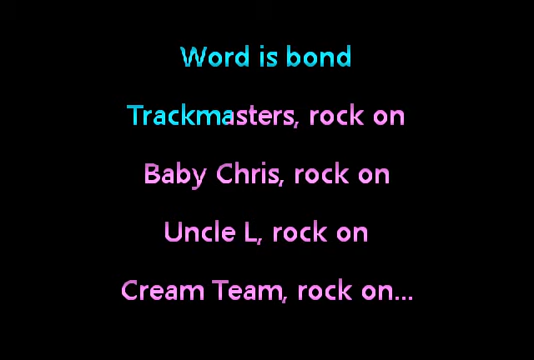 Word is bond
Trackmasters, rock on
Baby Chris, rock on
Uncle L, rock on
Cream Team, rock on...